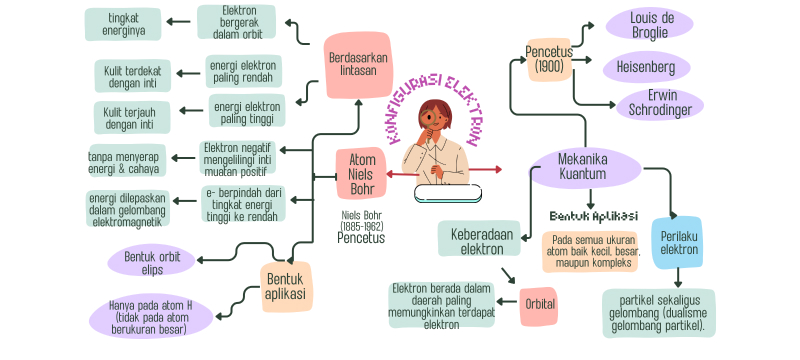 KONFIGURASI ELEKTRON
tingkat
energinya
Elektron
bergerak
dalam orbit
Kulit terdekat
dengan inti
energi elektron
paling rendah
Kulit terjauh
dengan inti
energi elektron
paling tinggi
Berdasarkan
lintasan
tanpa menyerap
energi & cahaya
Elektron negatif
mengelilingi inti
muatan positif
energi dilepaskan
dalam gelombang
elektromagnetik
e- berpindah dari
tingkat energi
tinggi ke rendah
Atom
Niels
Bohr
Niels Bohr
(1885-1962)
Pencetus
Bentuk orbit
elips
Hanya pada atom H
(tidak pada atom
berukuran besar)
Bentuk
aplikasi
Pencetus
(1900)
Louis de
Broglie
Heisenberg
Erwin
Schrodinger
Mekanika
Kuantum
Bentuk Aplikasi
Pada semua ukuran
atom baik kecil, besar,
maupun kompleks
Keberadaan
elektron
Orbital
Elektron berada dalam
daerah paling
memungkinkan terdapat
elektron
Perilaku
elektron
partikel sekaligus
gelombang (dualisme
gelombang partikel).